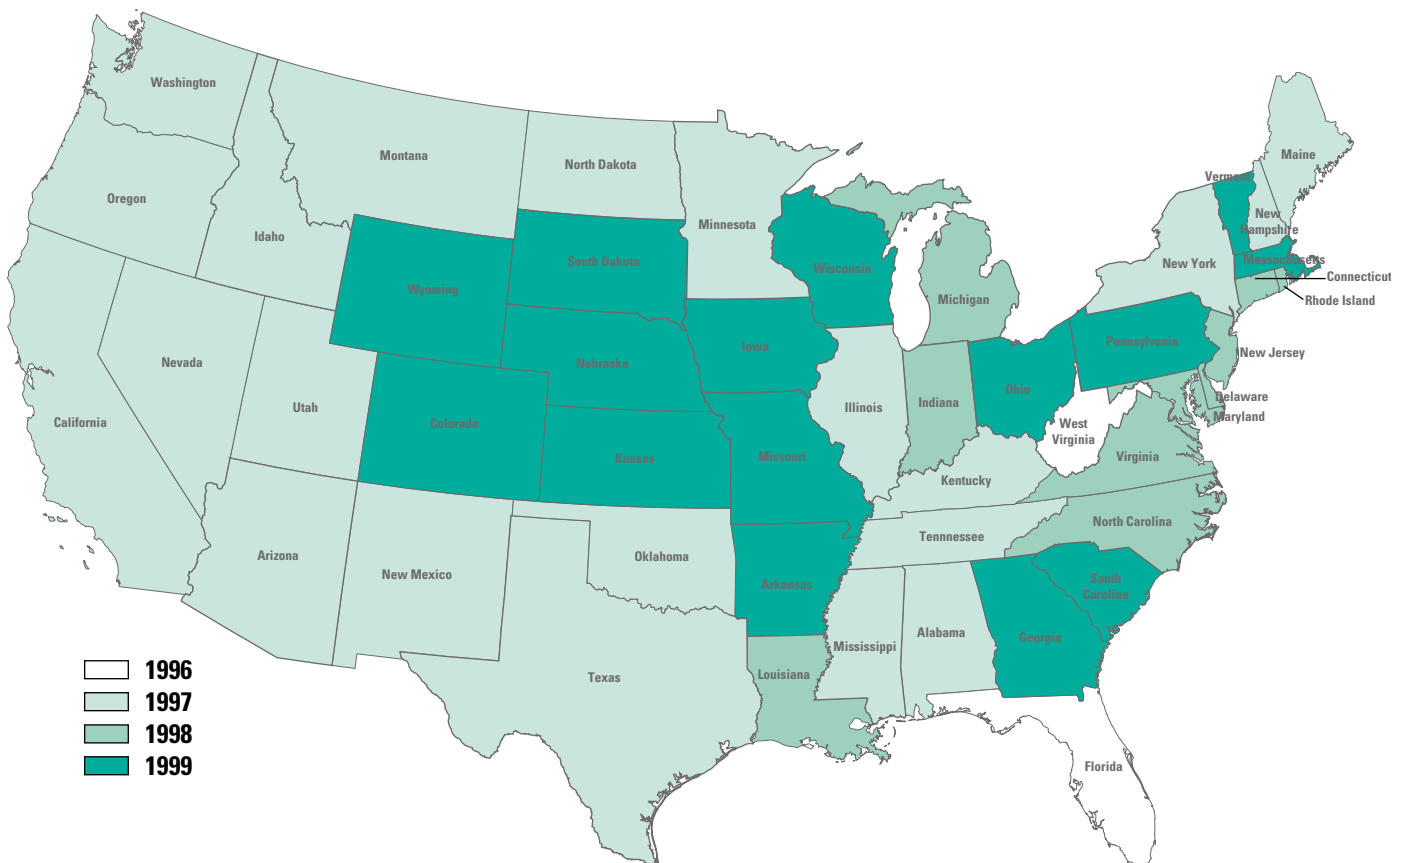 Washington
Montana
North Dakota
Minnesota
Oregon
Idaho
Wyoming
South Dakota
Wisconsin
Michigan
Maine
Vermont
New
Hampshire
New York
Massachusetts
Connecticut
Rhode Island
Nevada
Utah
California
Colorado
Nebraska
Iowa
Kansas
Missouri
Illinois
Indiana
Ohio
Pennsylvania
New Jersey
Delaware
Maryland
West
Virginia
Virginia
Kentucky
North Carolina
Tennnessee
Arizona
New Mexico
Oklahoma
Arkansas
South
Carolina
Georgia
Alabama
Mississippi
Louisiana
Texas
Florida
1996
1997
1998
1999